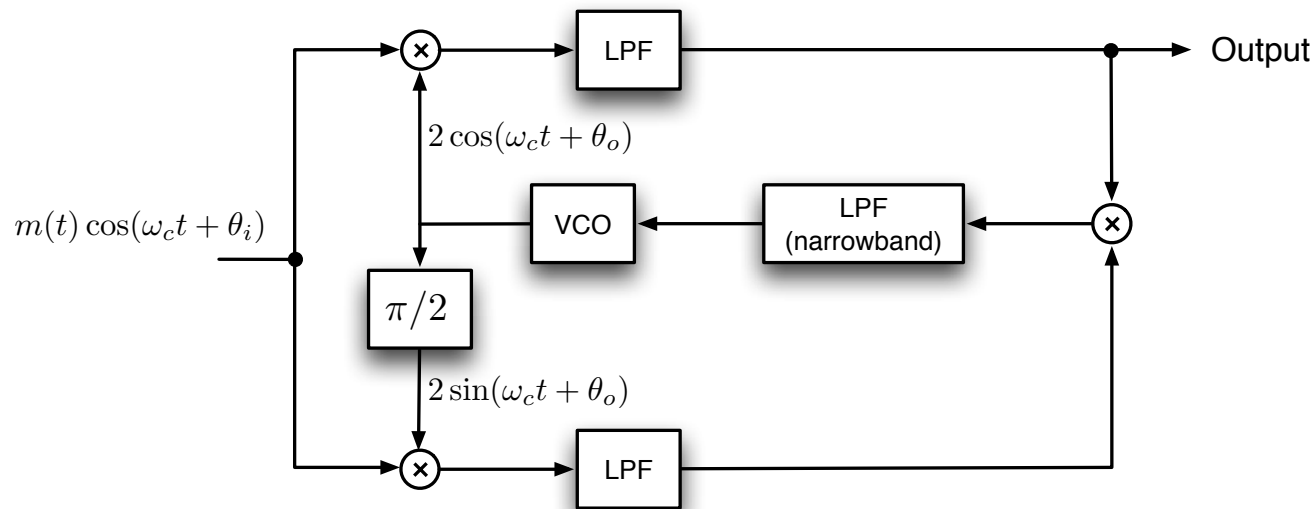 LPF
Output
2 cos(ω_c t + θ_o)
m(t) cos(ω_c t + θ_i)
VCO
LPF
(narrowband)
π/2
2 sin(ω_c t + θ_o)
LPF